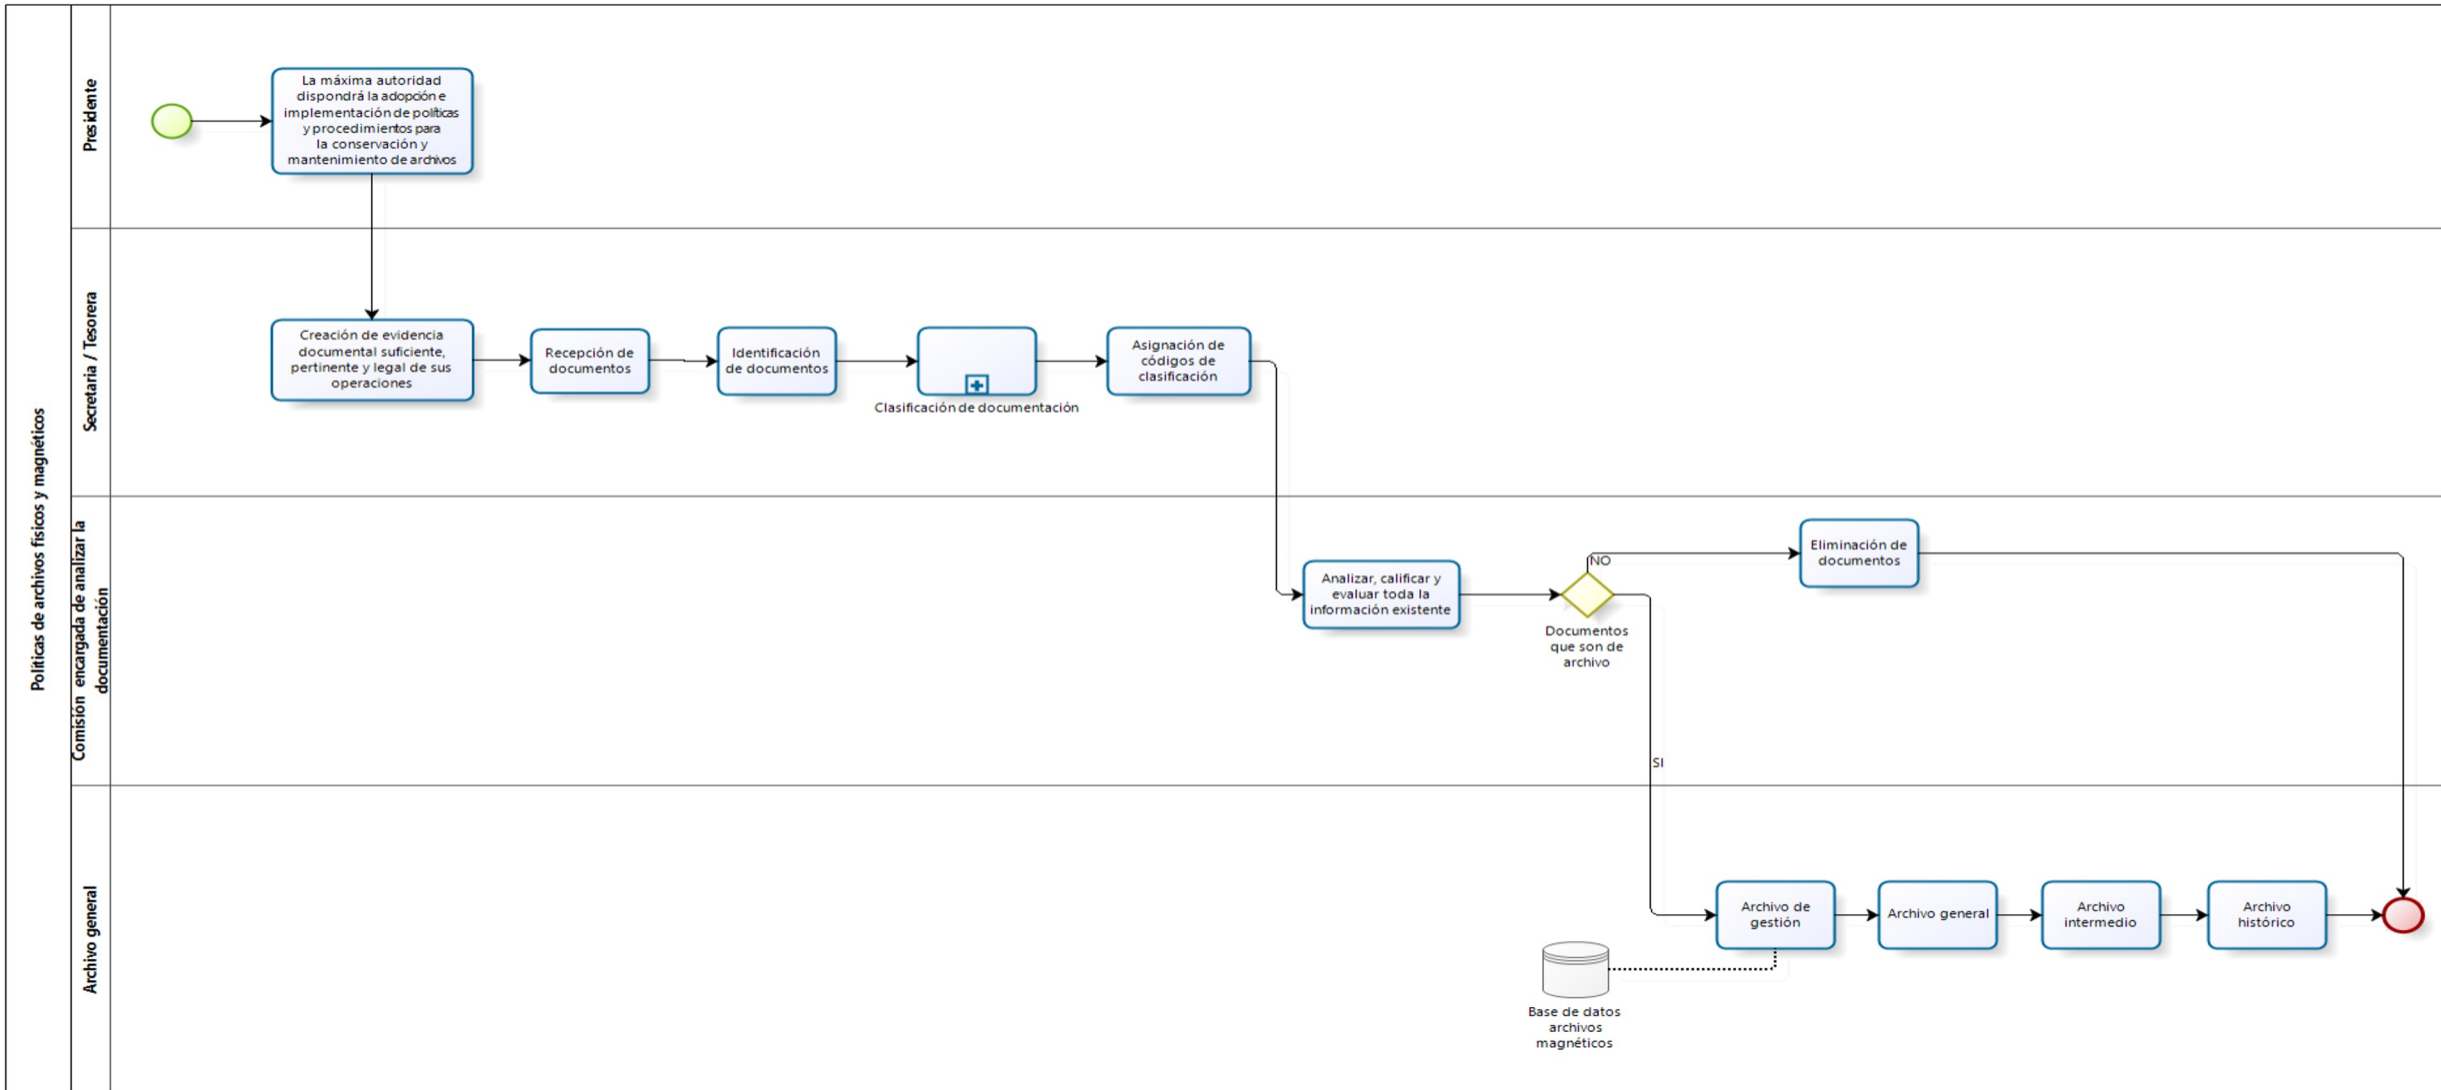 Políticas de archivos físicos y magnéticos
Presidente
La máxima autoridad
dispondrá la adopción e
implementación de políticas
y procedimientos para
la conservación y
mantenimiento de archivos
Secretaria / Tesorera
Creación de evidencia
documental suficiente,
pertinente y legal de sus
operaciones
Recepción de
documentos
Identificación
de documentos
Clasificación de documentación
Asignación de
códigos de
clasificación
Comisión encargada de analizar la
documentación
Analizar, calificar y
evaluar toda la
información existente
NO
Documentos
que son de
archivo
SI
Eliminación de
documentos
Archivo general
Archivo de
gestión
Archivo general
Archivo
intermedio
Archivo
histórico
Base de datos
archivos
magnéticos